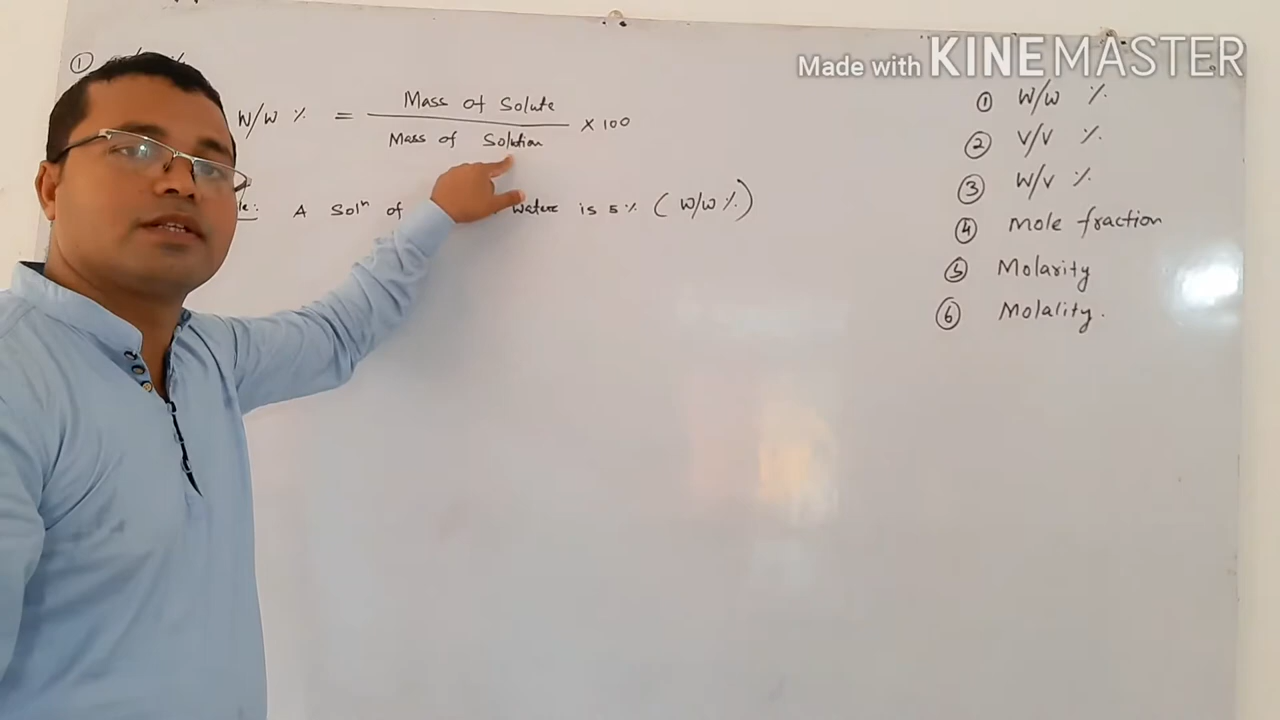 Made with KINEMASTER
①
W/W % = Mass of Solute
Mass of Solution × 100
A Solⁿ of water is 5% (W/W %)
① W/W %
② V/V %
③ W/V %
④ Mole fraction
⑤ Molarity
⑥ Molality.